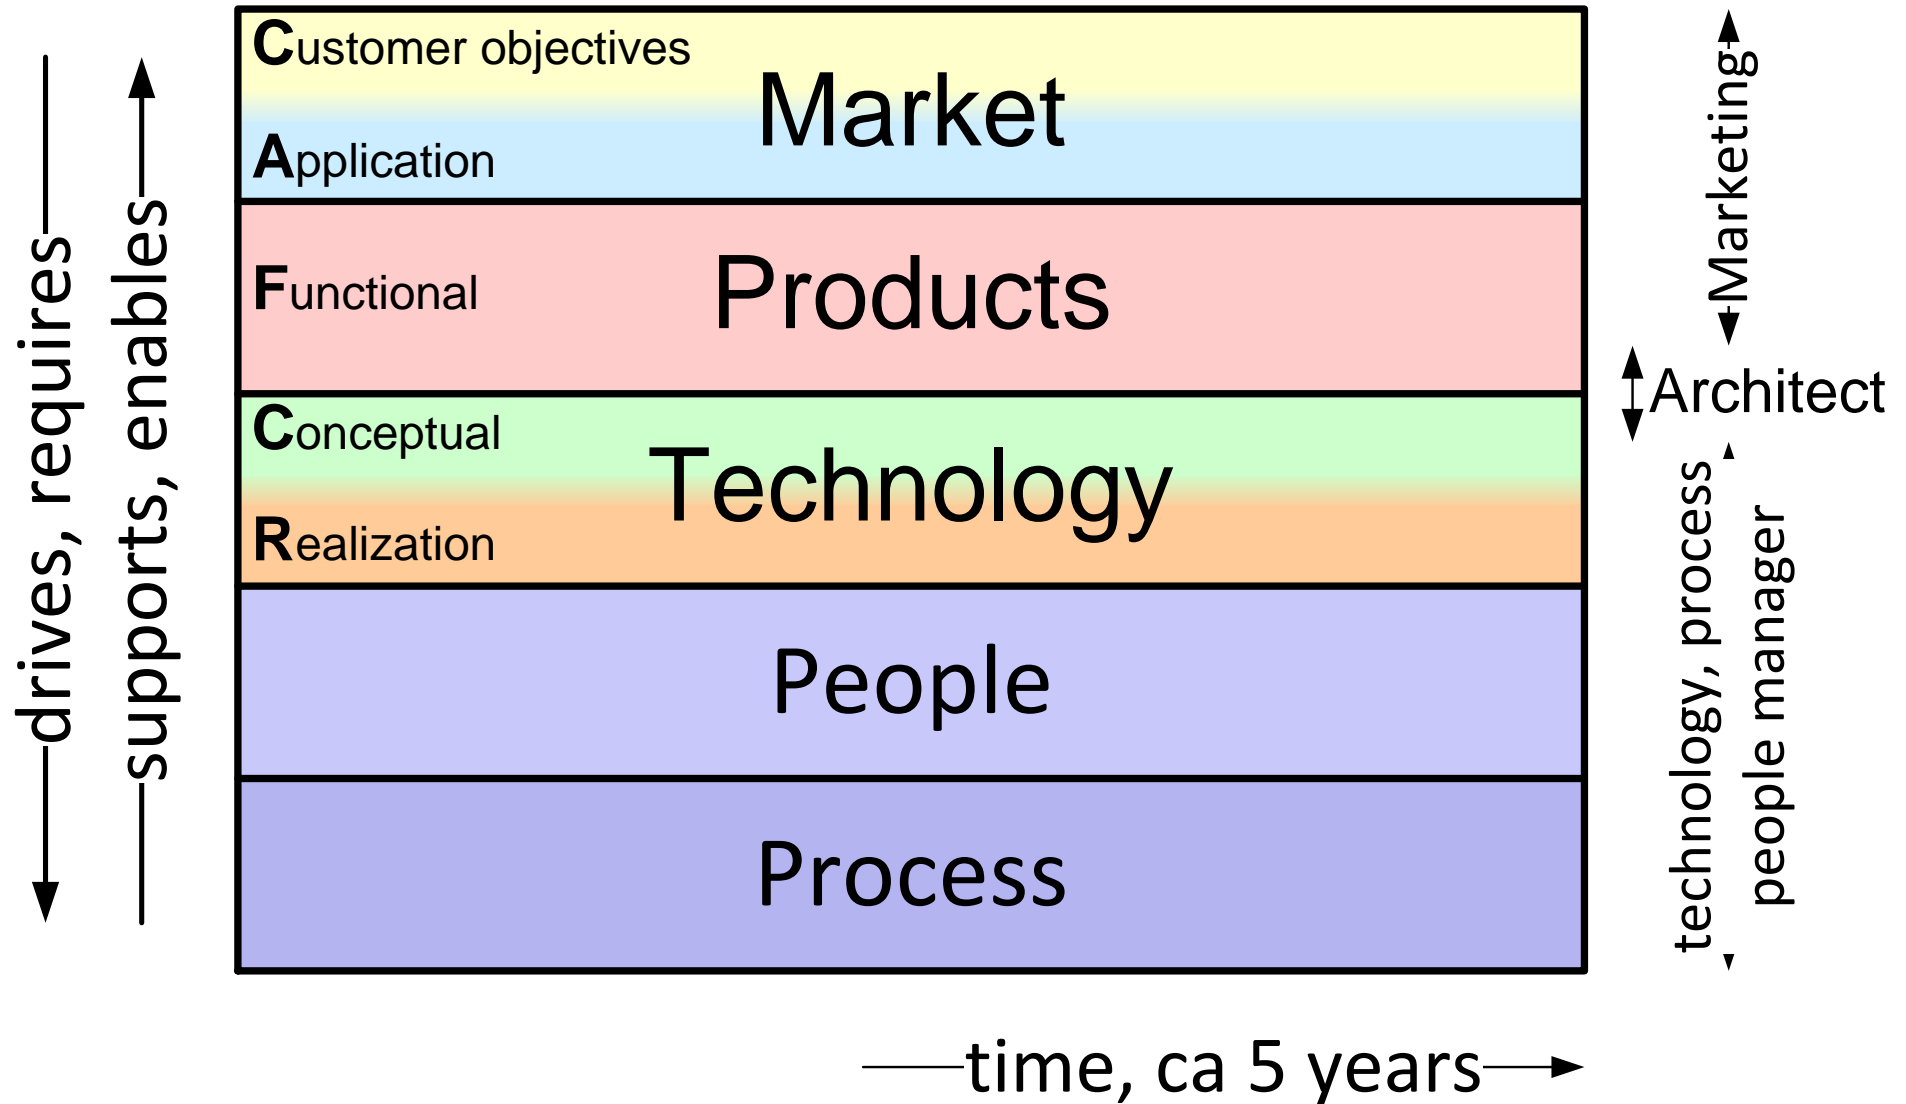 drives, requires
supports, enables
Customer objectives
Market
Application
Functional
Products
Conceptual
Technology
Realization
People
Process
Marketing
Architect
technology, process
people manager
time, ca 5 years